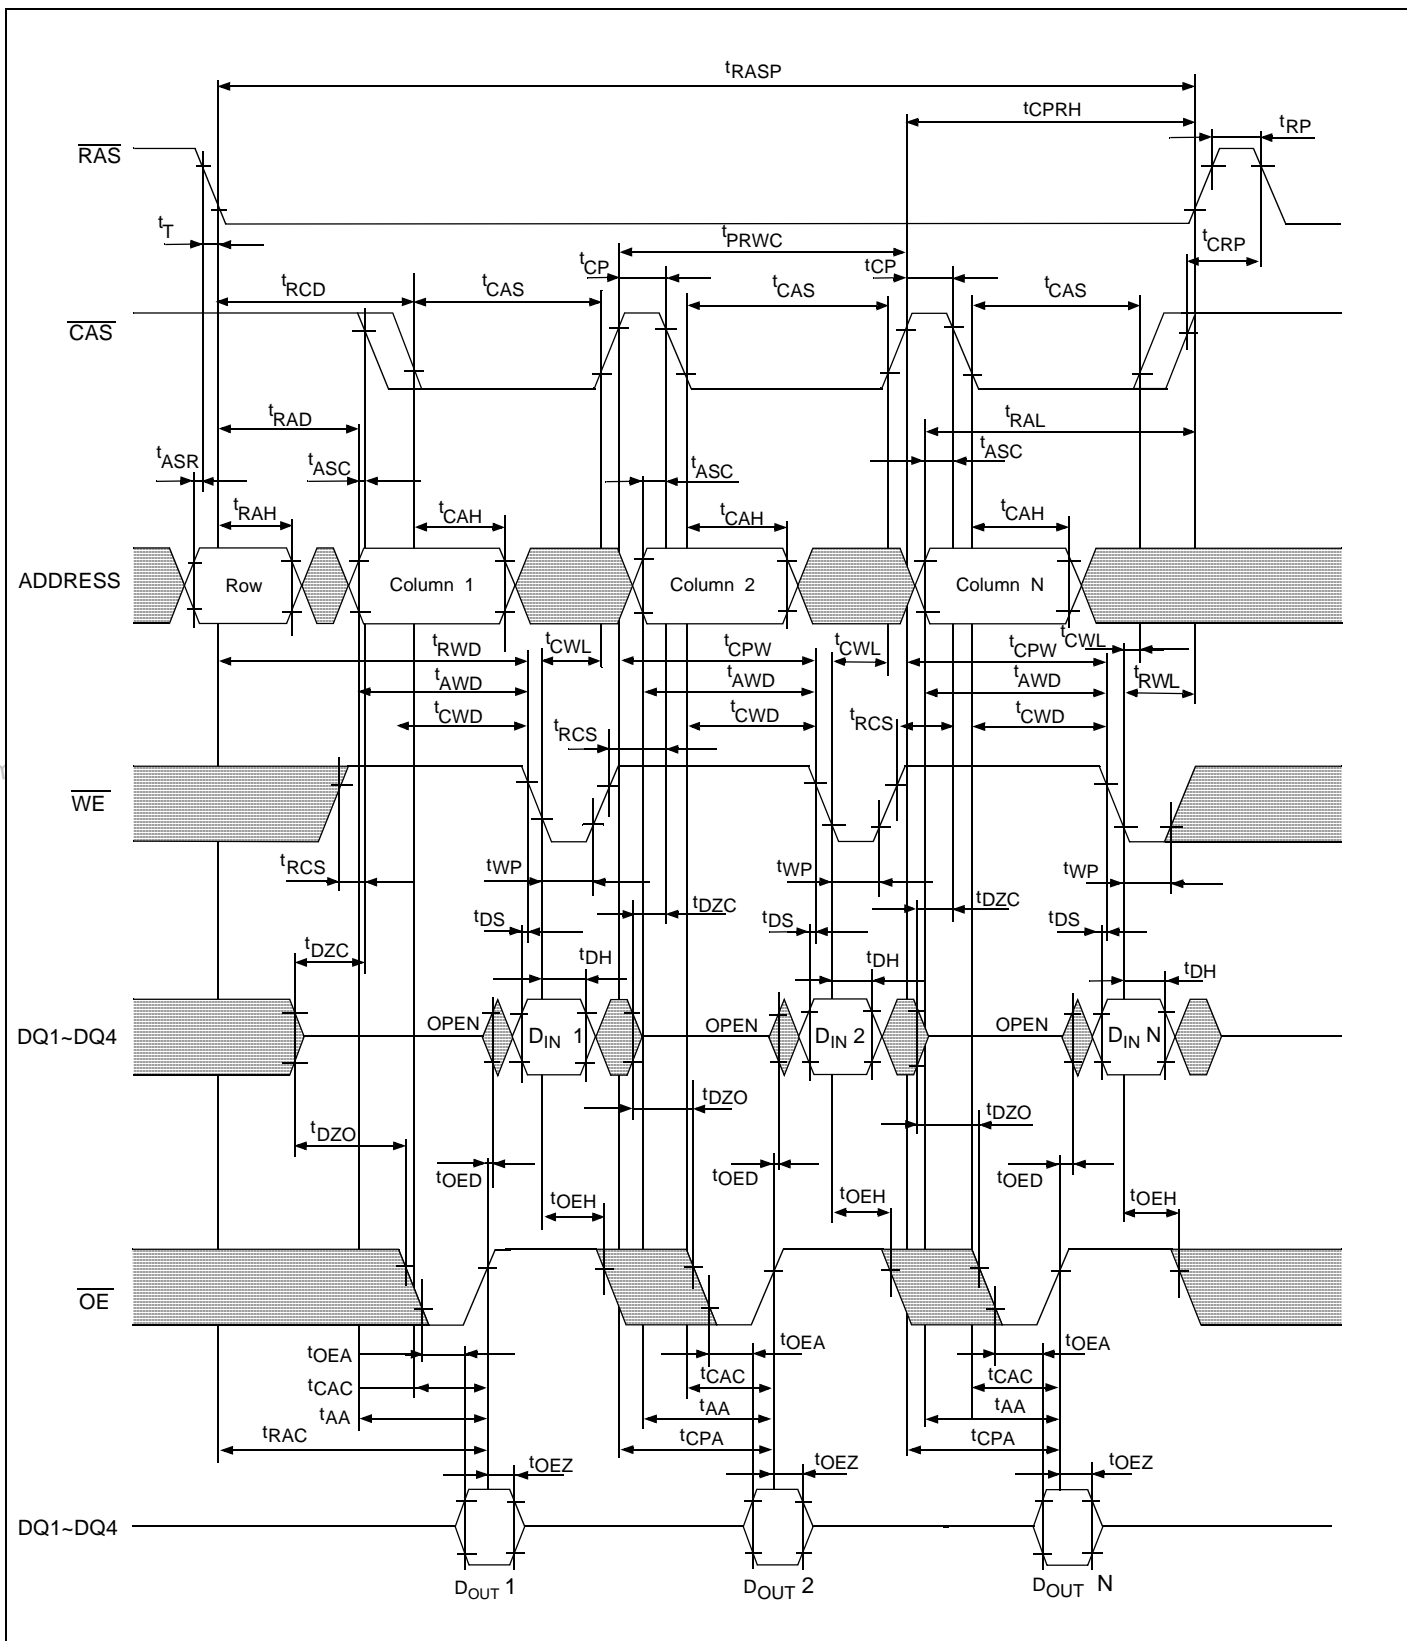 tRASP
tCPRH
tRP
RAS
tT
tPRWC
tCRP
tCP
tCP
tRCD
tCAS
tCAS
tCAS
CAS
tRAD
tRAL
tASR
tASC
tASC
tASC
tRAH
tCAH
tCAH
tCAH
ADDRESS
Row
Column 1
Column 2
Column N
tRWD
tCWL
tCPW
tCWL
tCPW
tCWL
tAWD
tAWD
tAWD
tRWL
tCWD
tRCS
tCWD
tRCS
tCWD
WE
tRCS
tWP
tWP
tWP
tDZC
tDZC
tDS
tDS
tDS
tDZC
tDH
tDH
tDH
DQ1~DQ4
OPEN
DIN 1
OPEN
DIN 2
OPEN
DIN N
tDZO
tDZO
tDZO
tOED
tOED
tOED
tOEH
tOEH
tOEH
OE
tOEA
tOEA
tOEA
tCAC
tCAC
tCAC
tAA
tAA
tAA
tRAC
tCPA
tCPA
tOEZ
tOEZ
tOEZ
DQ1~DQ4
DOUT 1
DOUT 2
DOUT N